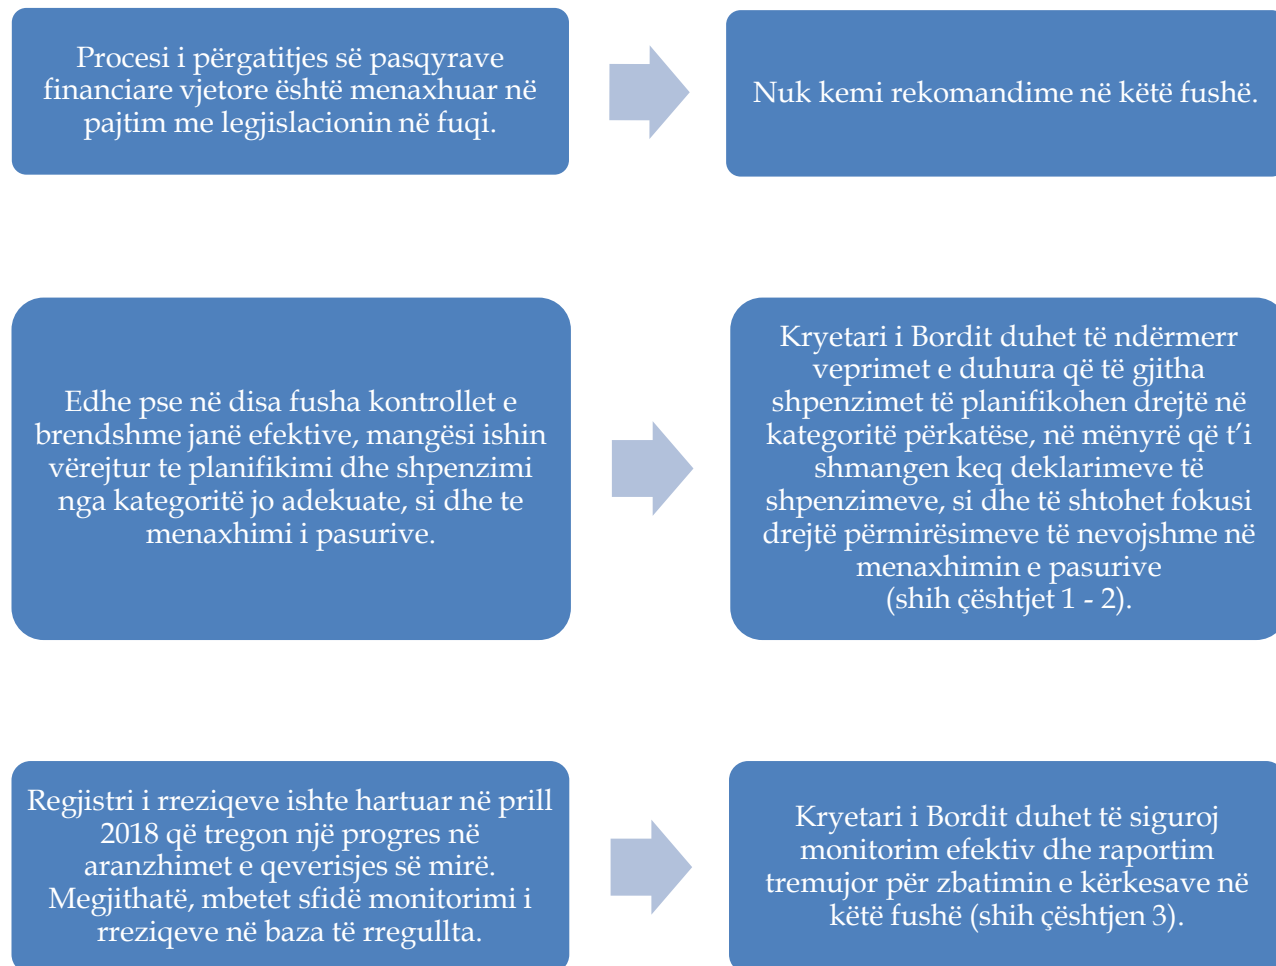 Procesi i përgatitjes së pasqyrave
financiare vjetore është menaxhuar në
pajtim me legjislacionin në fuqi.
Nuk kemi rekomandime në këtë fushë.
Edhe pse në disa fusha kontrollet e
brendshme janë efektive, mangësi ishin
vërejtur te planifikimi dhe shpenzimi
nga kategoritë jo adekuate, si dhe te
menaxhimi i pasurive.
Kryetari i Bordit duhet të ndërmerr
veprimet e duhura që të gjitha
shpenzimet të planifikohen drejtë në
kategoritë përkatëse, në mënyrë që t'i
shmangen keq deklarimeve të
shpenzimeve, si dhe të shtohet fokusi
drejtë përmirësimeve të nevojshme në
menaxhimin e pasurive
(shih çështjet 1 - 2).
Regjistri i rreziqeve ishte hartuar në prill
2018 që tregon një progres në
aranzhimet e qeverisjes së mirë.
Megjithatë, mbetet sfidë monitorimi i
rreziqeve në baza të rregullta.
Kryetari i Bordit duhet të siguroj
monitorim efektiv dhe raportim
tremujor për zbatimin e kërkesave në
këtë fushë (shih çështjen 3).